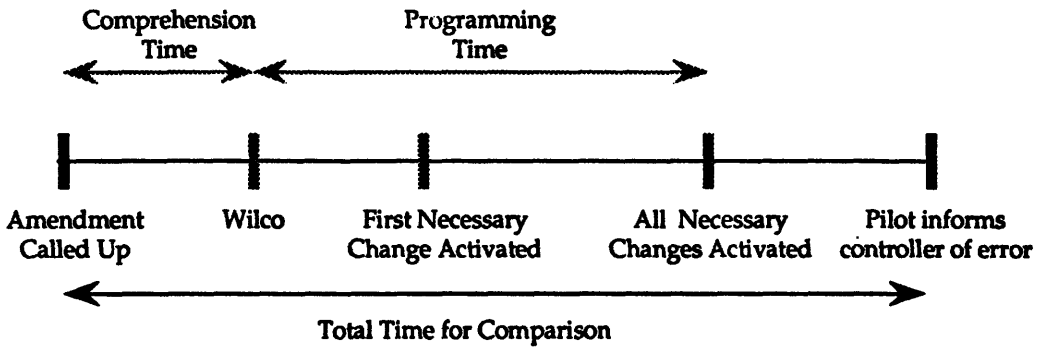 Comprehension
Time
Programming
Time
Amendment
Called Up
Wilco
First Necessary
Change Activated
All Necessary
Changes Activated
Pilot informs
controller of error
Total Time for Comparison